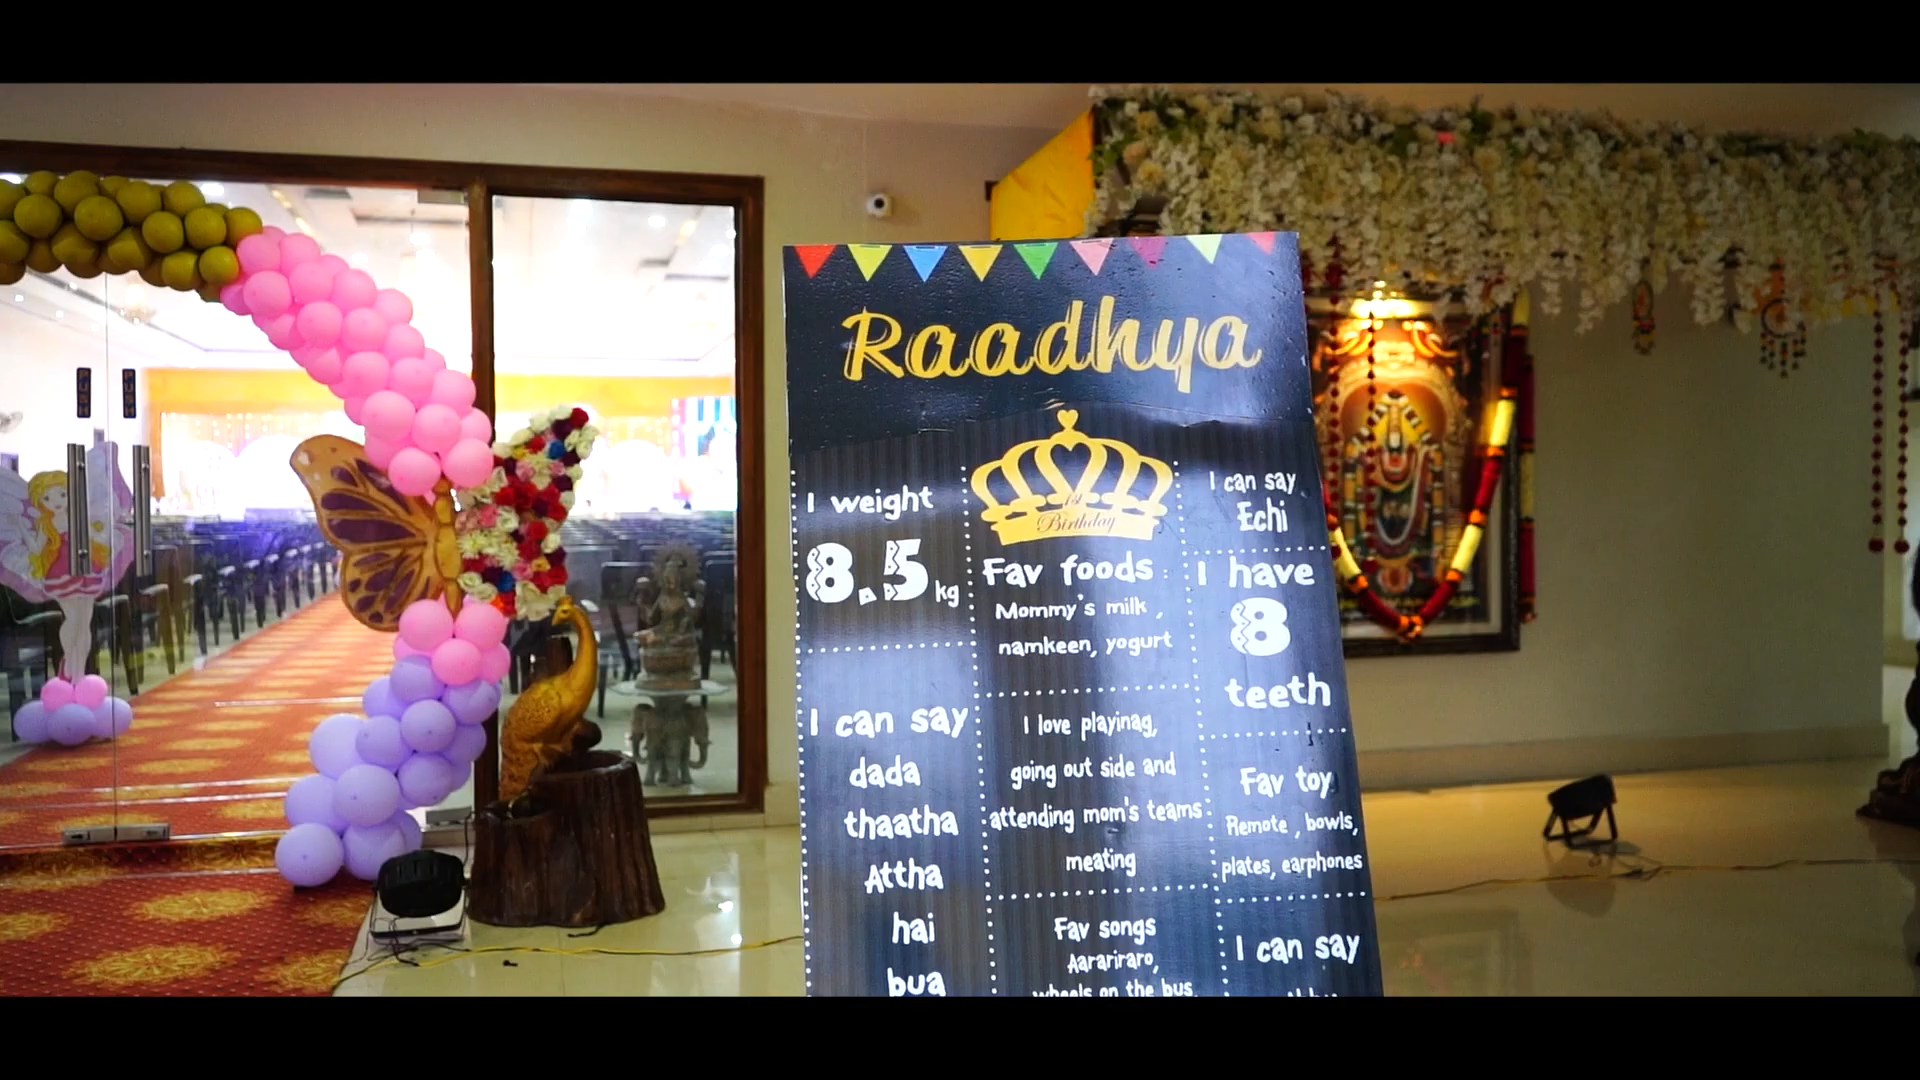 PUSH
PUSH
Raadhya
1st
Birthday
I weight
8.5 kg
I can say
dada
thaatha
Attha
hai
bua
Fav foods
Mommy's milk ,
namkeen, yogurt
I love playinag,
going out side and
attending mom's teams
meating
Fav songs
Aarariraro,
wheels on the bus,
I can say
Echi
I have
8
teeth
Fav toy
Remote , bowls,
plates, earphones
I can say